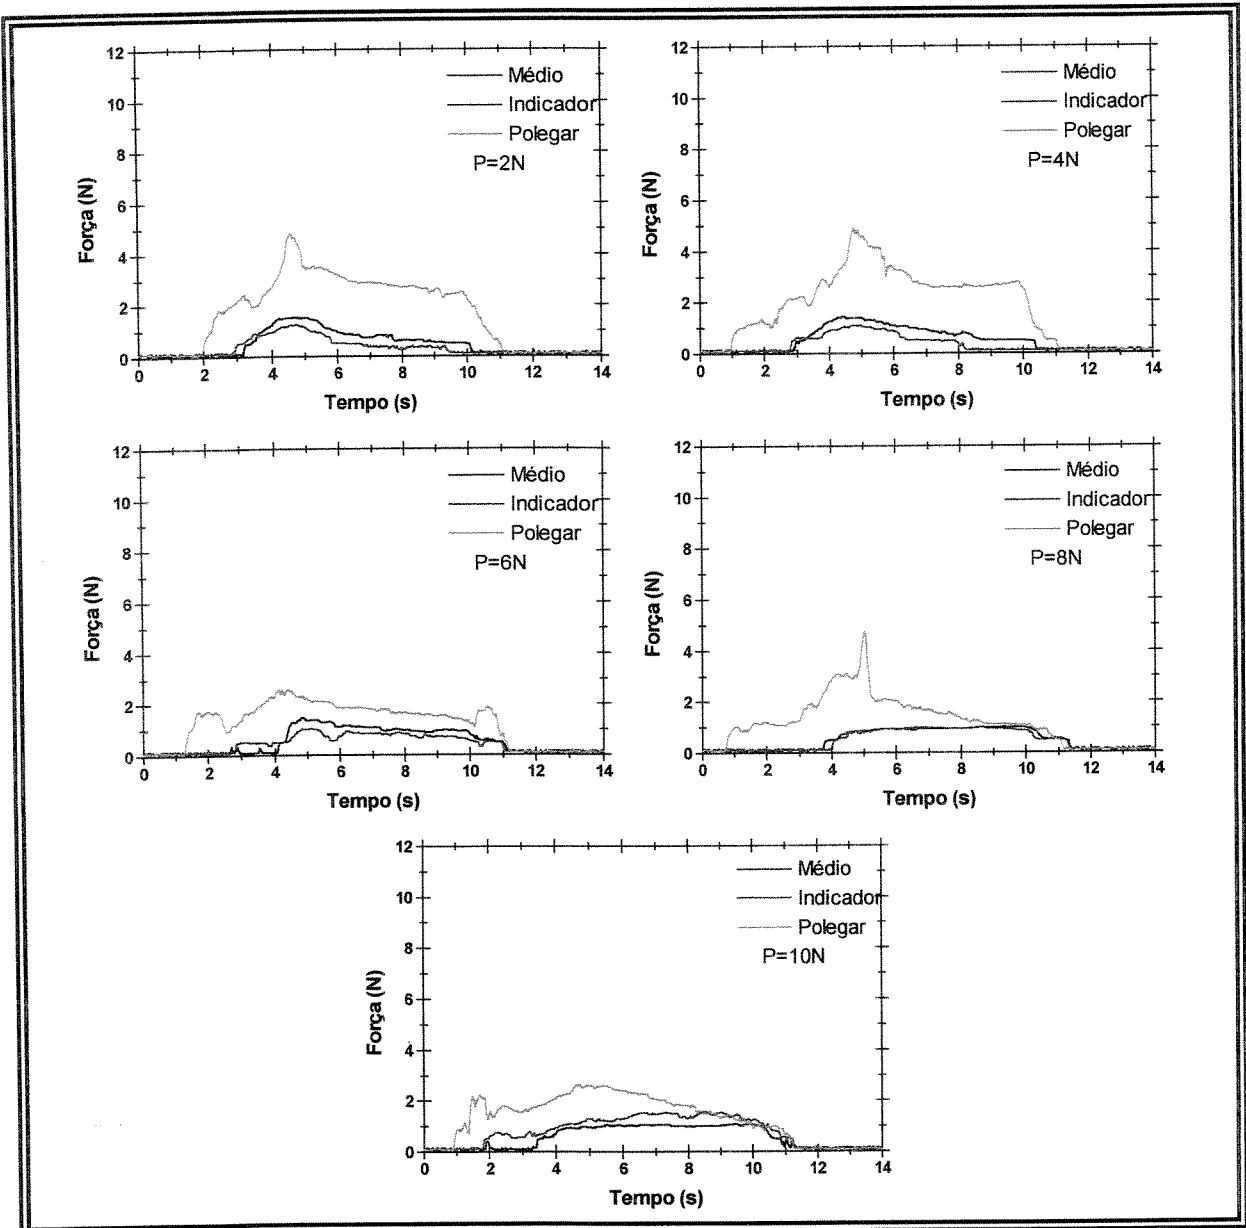 12
10
8
6
4
2
0
Força (N)
Médio
Indicador
Polegar
P=2N
0 2 4 6 8 10 12 14
Tempo (s)
12
10
8
6
4
2
0
Força (N)
Médio
Indicador
Polegar
P=4N
0 2 4 6 8 10 12 14
Tempo (s)
12
10
8
6
4
2
0
Força (N)
Médio
Indicador
Polegar
P=6N
0 2 4 6 8 10 12 14
Tempo (s)
12
10
8
6
4
2
0
Força (N)
Médio
Indicador
Polegar
P=8N
0 2 4 6 8 10 12 14
Tempo (s)
12
10
8
6
4
2
0
Força (N)
Médio
Indicador
Polegar
P=10N
0 2 4 6 8 10 12 14
Tempo (s)